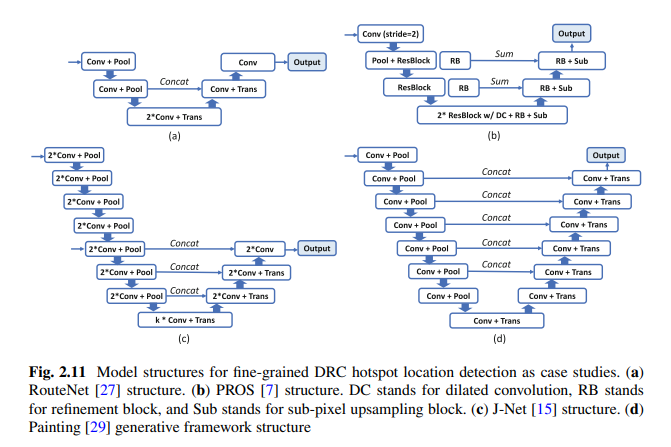 Conv + Pool
Conv
Output
Conv + Pool
Concat
Conv + Trans
2*Conv + Trans
(a)
Conv (stride=2)
Output
Pool + ResBlock
RB
Sum
RB + Sub
ResBlock
RB
Sum
RB + Sub
2* ResBlock w/ DC + RB + Sub
(b)
2*Conv + Pool
2*Conv + Pool
2*Conv + Pool
2*Conv + Pool
2*Conv + Pool
Concat
2*Conv
Output
2*Conv + Pool
Concat
2*Conv + Trans
2*Conv + Pool
Concat
2*Conv + Trans
k * Conv + Trans
(c)
Conv + Pool
Output
Conv + Pool
Concat
Conv + Trans
Conv + Pool
Concat
Conv + Trans
Conv + Pool
Concat
Conv + Trans
Conv + Pool
Concat
Conv + Trans
Conv + Pool
Concat
Conv + Trans
Conv + Pool
Conv + Trans
Conv + Trans
(d)
Fig. 2.11 Model structures for fine-grained DRC hotspot location detection as case studies. (a)
RouteNet [27] structure. (b) PROS [7] structure. DC stands for dilated convolution, RB stands
for refinement block, and Sub stands for sub-pixel upsampling block. (c) J-Net [15] structure. (d)
Painting [29] generative framework structure